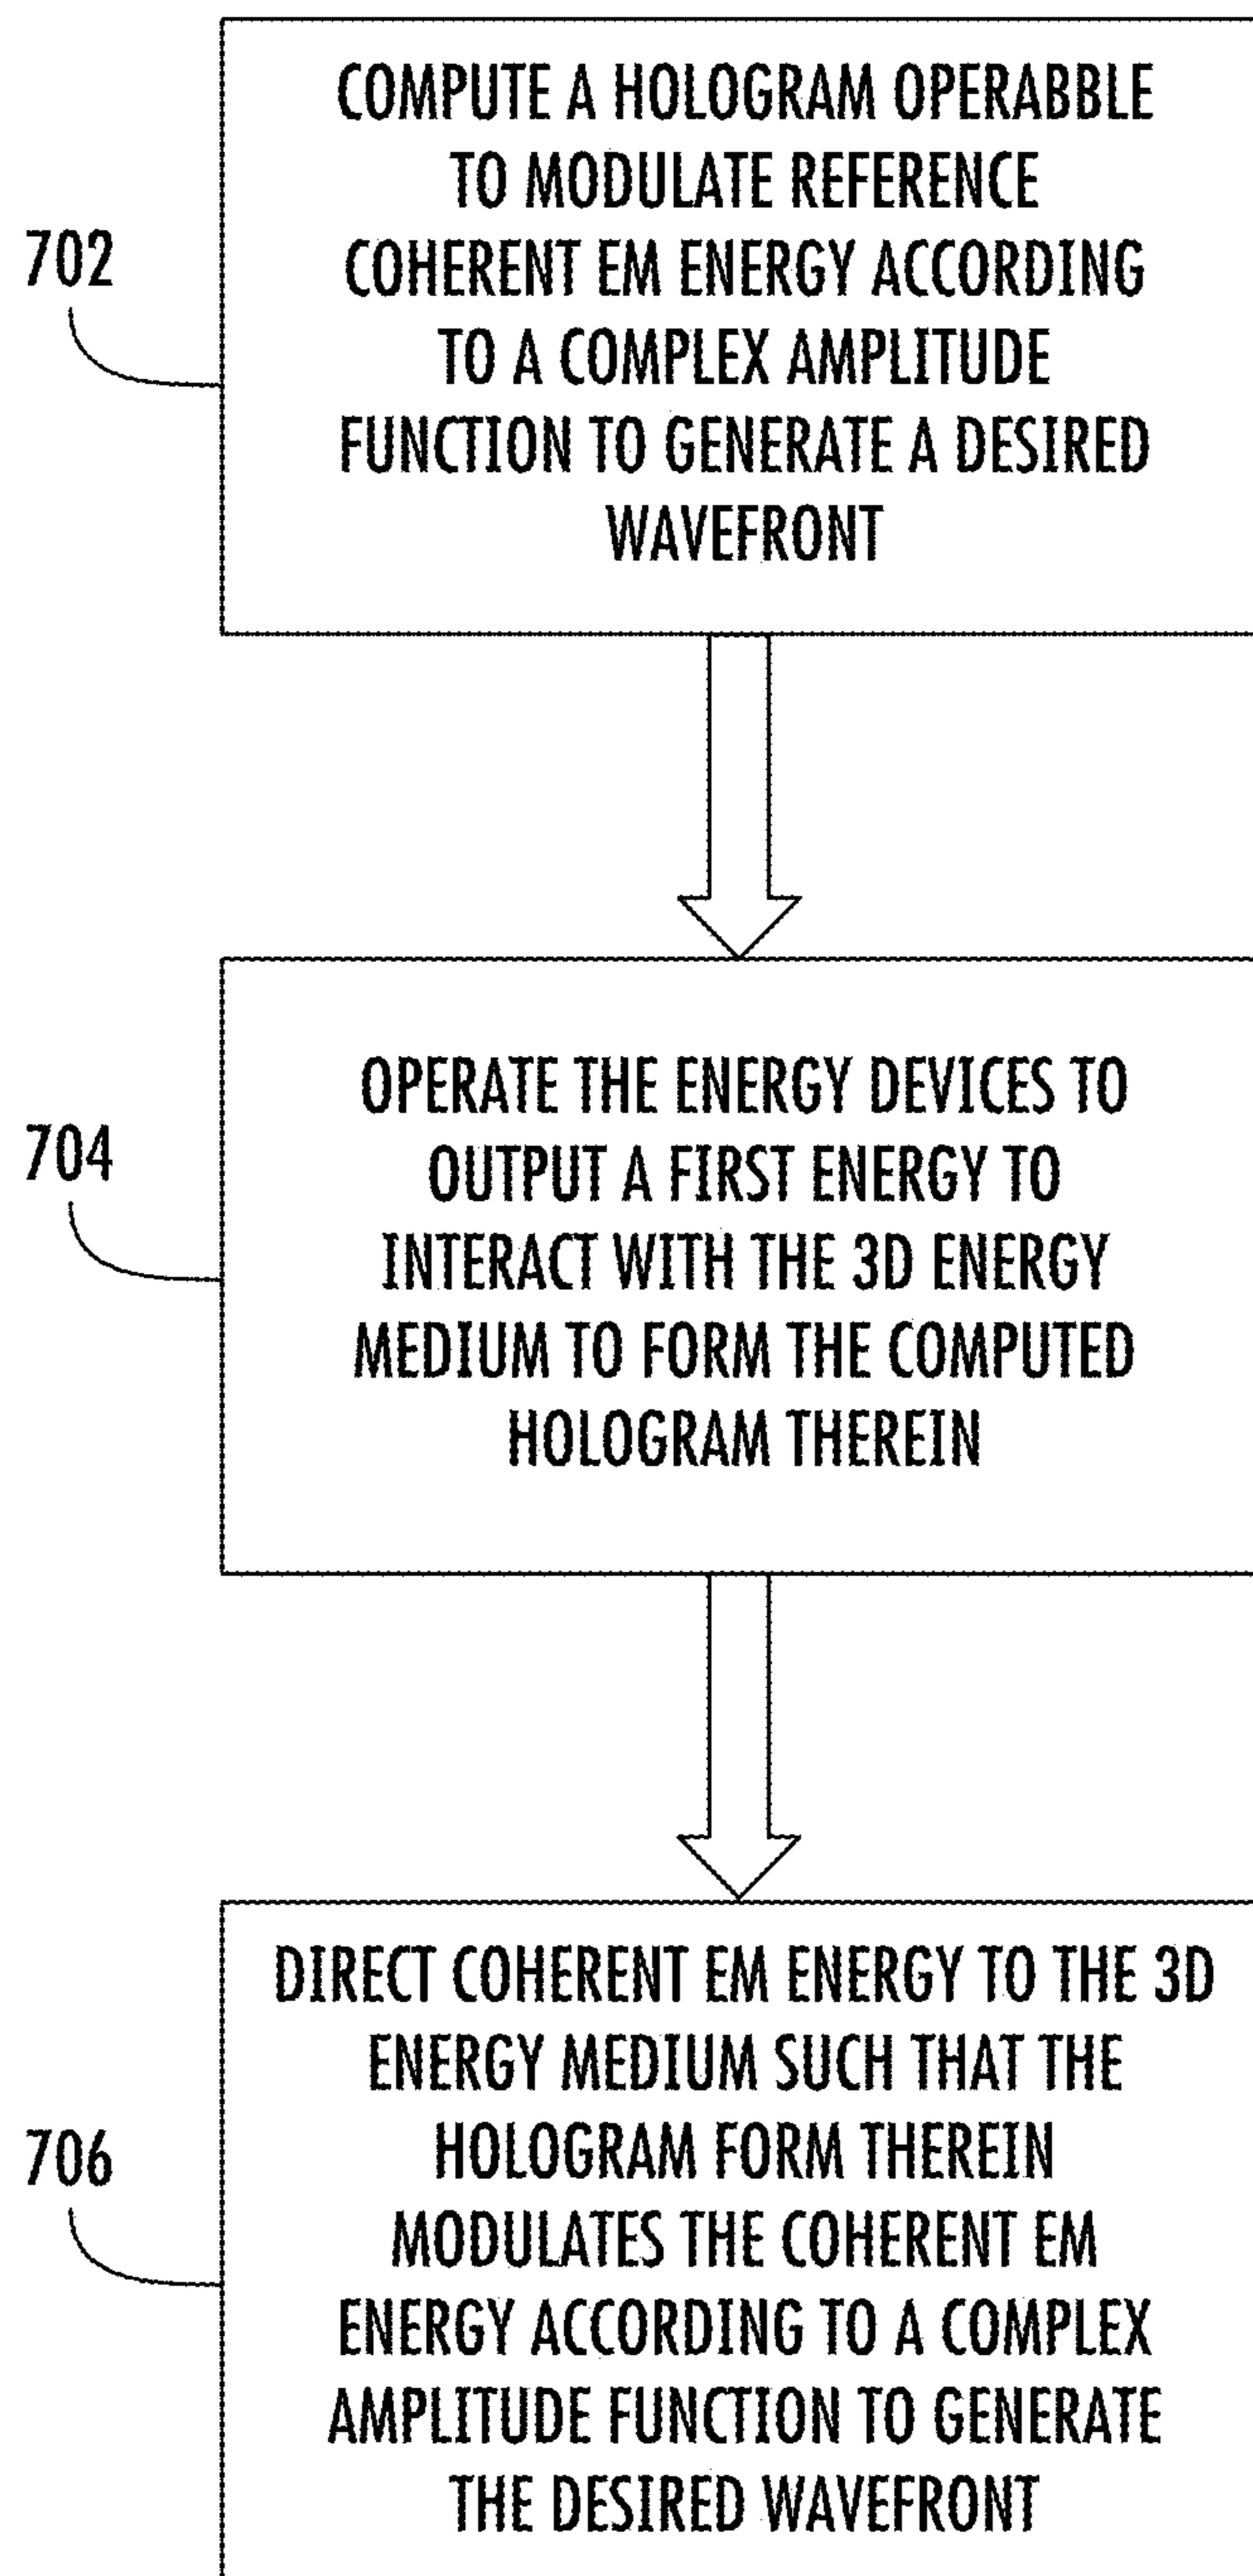 COMPUTE A HOLOGRAM OPERABBLE
TO MODULATE REFERENCE
702
COHERENT EM ENERGY ACCORDING
TO A COMPLEX AMPLITUDE
FUNCTION TO GENERATE A DESIRED
WAVEFRONT
OPERATE THE ENERGY DEVICES TO
704
OUTPUT A FIRST ENERGY TO
INTERACT WITH THE 3D ENERGY
MEDIUM TO FORM THE COMPUTED
HOLOGRAM THEREIN
DIRECT COHERENT EM ENERGY TO THE 3D
ENERGY MEDIUM SUCH THAT THE
706
HOLOGRAM FORM THEREIN
MODULATES THE COHERENT EM
ENERGY ACCORDING TO A COMPLEX
AMPLITUDE FUNCTION TO GENERATE
THE DESIRED WAVEFRONT